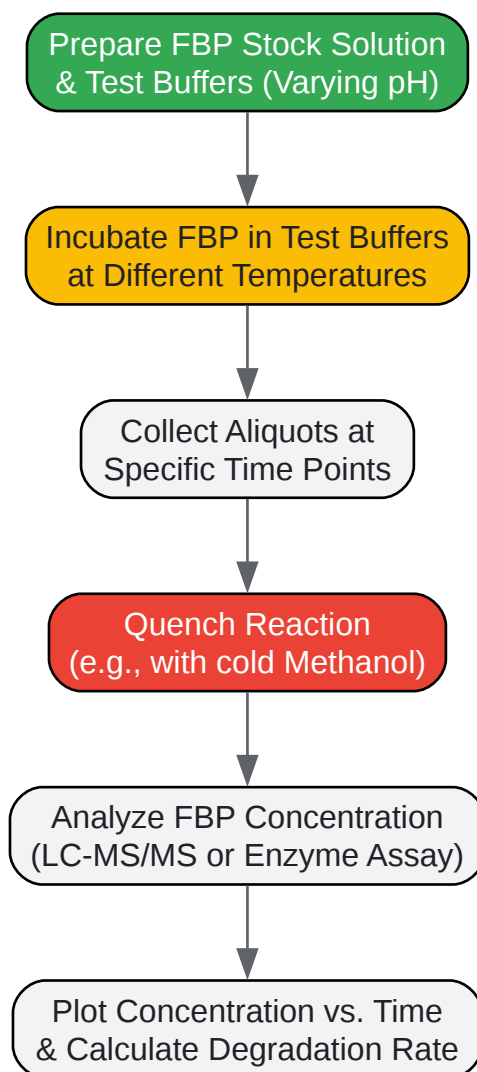 Prepare FBP Stock Solution
& Test Buffers (Varying pH)
Incubate FBP in Test Buffers
at Different Temperatures
Collect Aliquots at
Specific Time Points
Quench Reaction
(e.g., with cold Methanol)
Analyze FBP Concentration
(LC-MS/MS or Enzyme Assay)
Plot Concentration vs. Time
& Calculate Degradation Rate